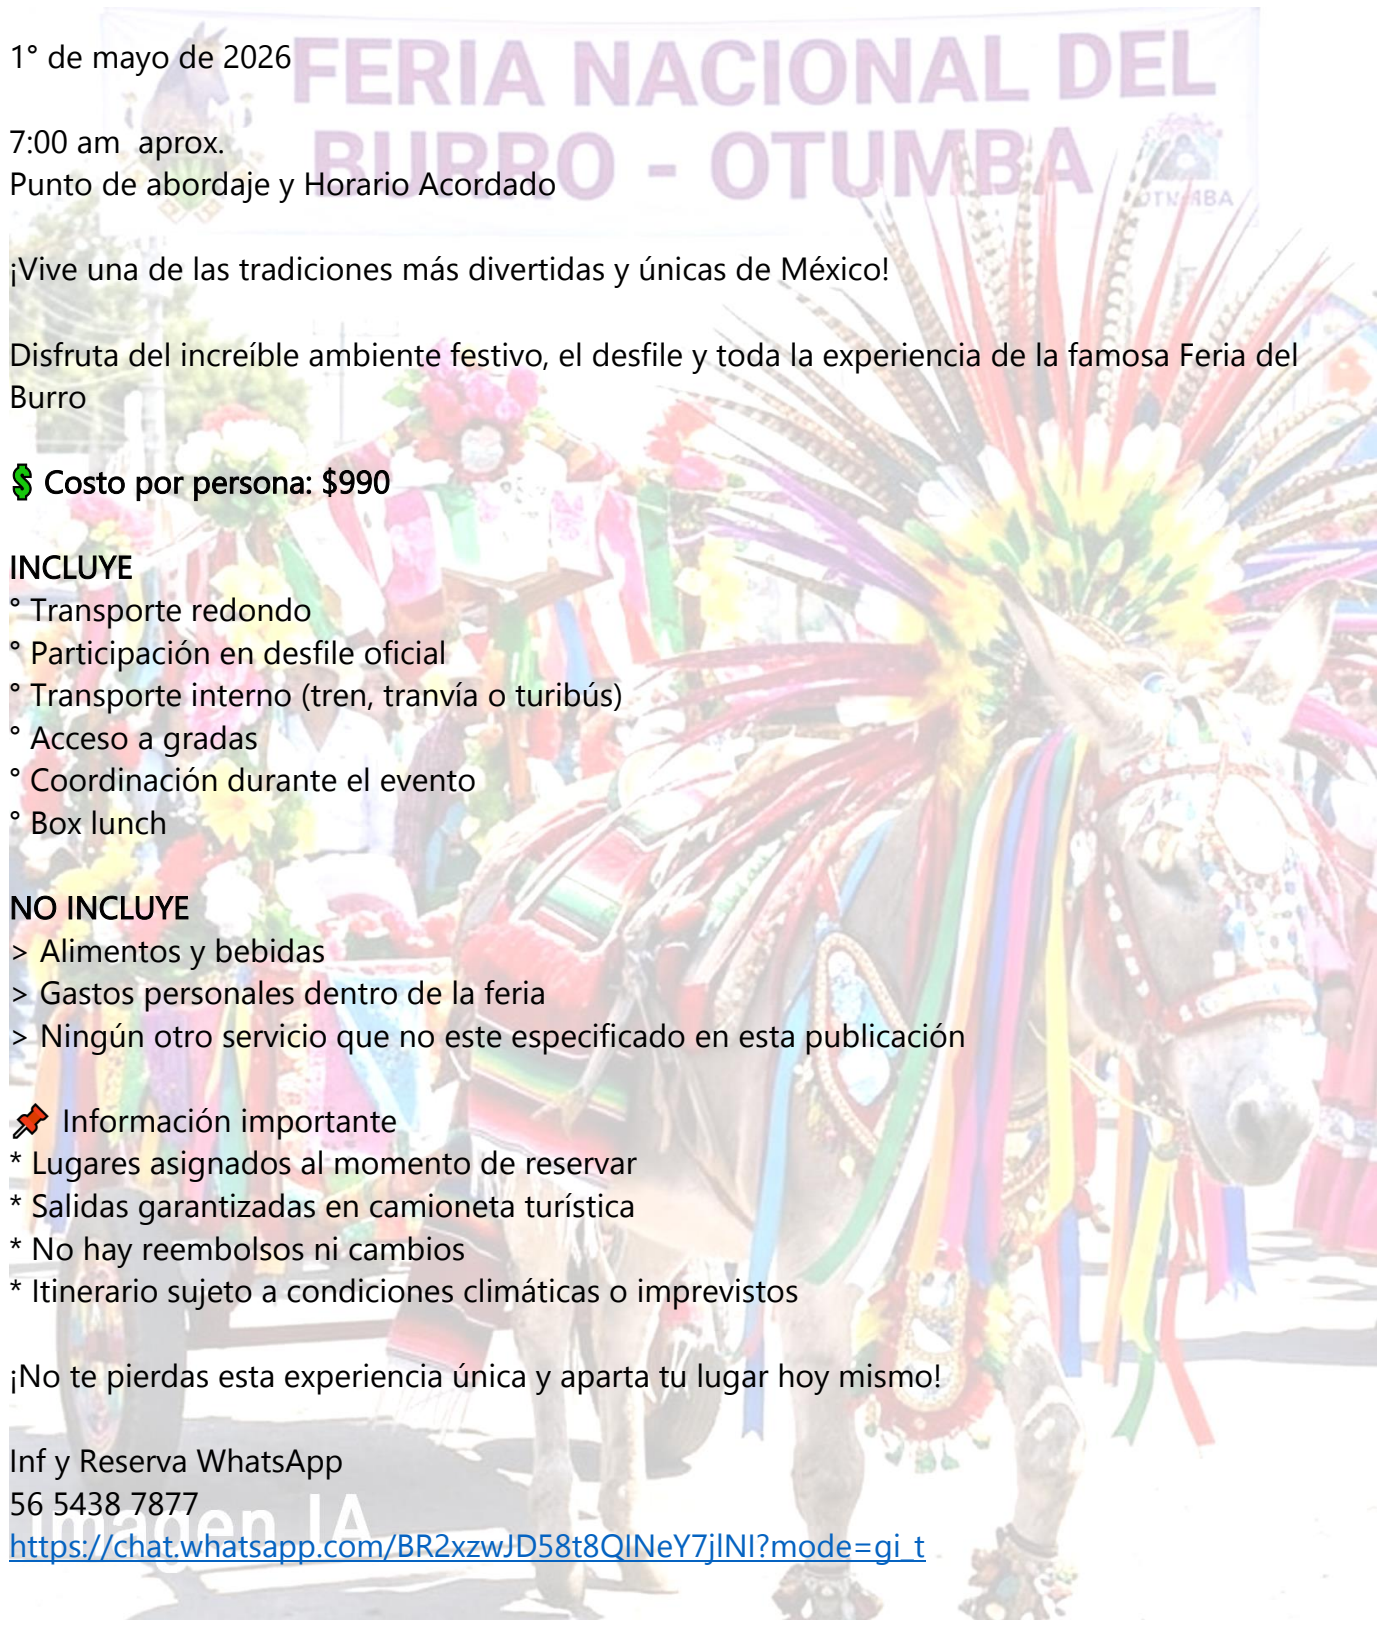 FERIA NACIONAL DEL
BURRO - OTUMBA
OTUMBA
1° de mayo de 2026
7:00 am aprox.
Punto de abordaje y Horario Acordado
¡Vive una de las tradiciones más divertidas y únicas de México!
Disfruta del increíble ambiente festivo, el desfile y toda la experiencia de la famosa Feria del
Burro
💲 Costo por persona: $990
INCLUYE
° Transporte redondo
° Participación en desfile oficial
° Transporte interno (tren, tranvía o turibús)
° Acceso a gradas
° Coordinación durante el evento
° Box lunch
NO INCLUYE
> Alimentos y bebidas
> Gastos personales dentro de la feria
> Ningún otro servicio que no este especificado en esta publicación
📌 Información importante
* Lugares asignados al momento de reservar
* Salidas garantizadas en camioneta turística
* No hay reembolsos ni cambios
* Itinerario sujeto a condiciones climáticas o imprevistos
¡No te pierdas esta experiencia única y aparta tu lugar hoy mismo!
Inf y Reserva WhatsApp
56 5438 7877
Imagen IA
https://chat.whatsapp.com/BR2xzwJD58t8QINeY7jlNI?mode=gi_t